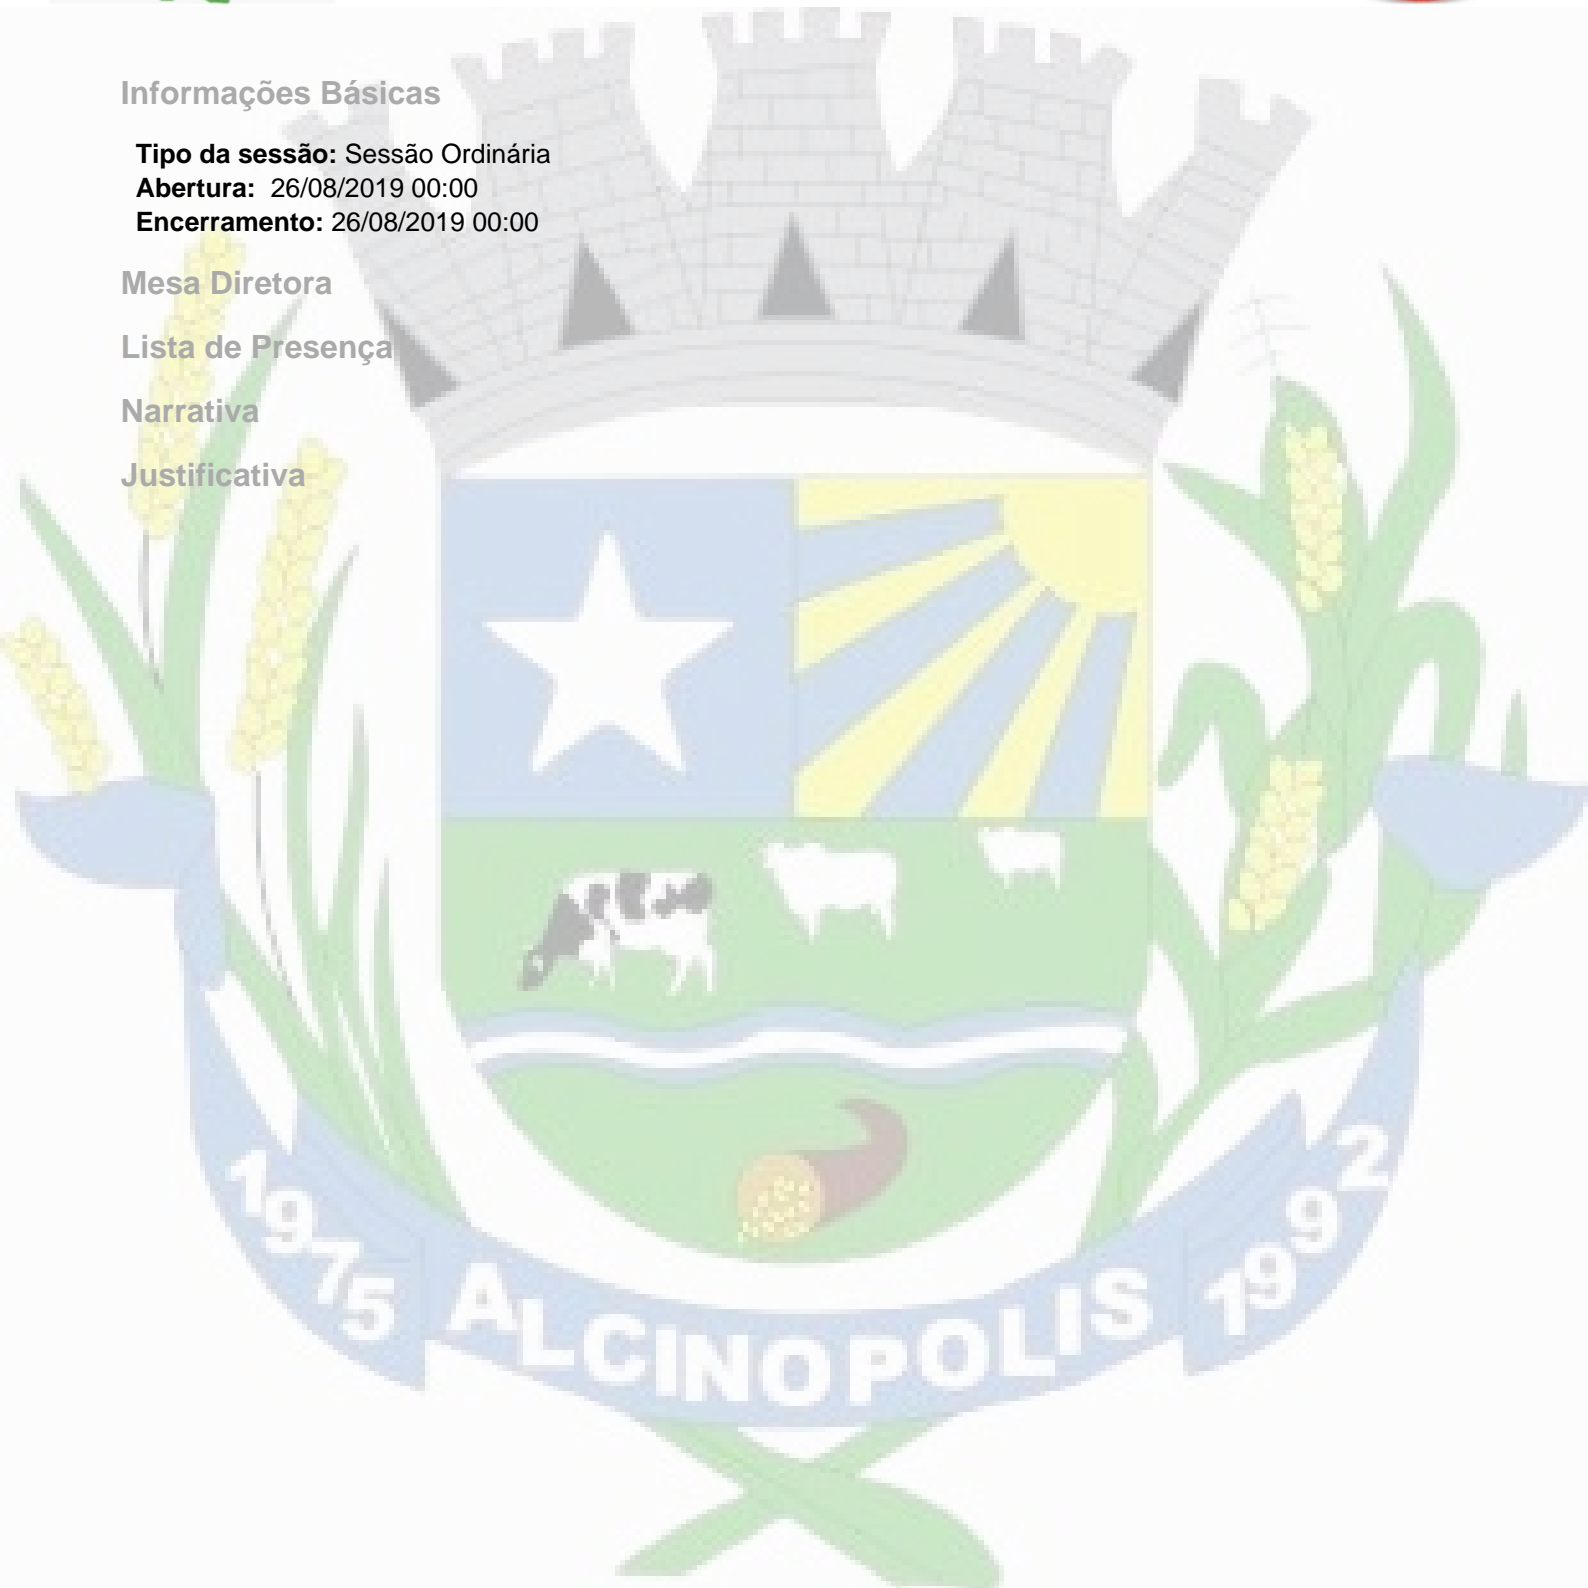 Informações Básicas
Tipo da sessão: Sessão Ordinária
Abertura: 26/08/2019 00:00
Encerramento: 26/08/2019 00:00
Mesa Diretora
Lista de Presença
Narrativa
Justificativa
1975 ALCINOPOLIS 1992